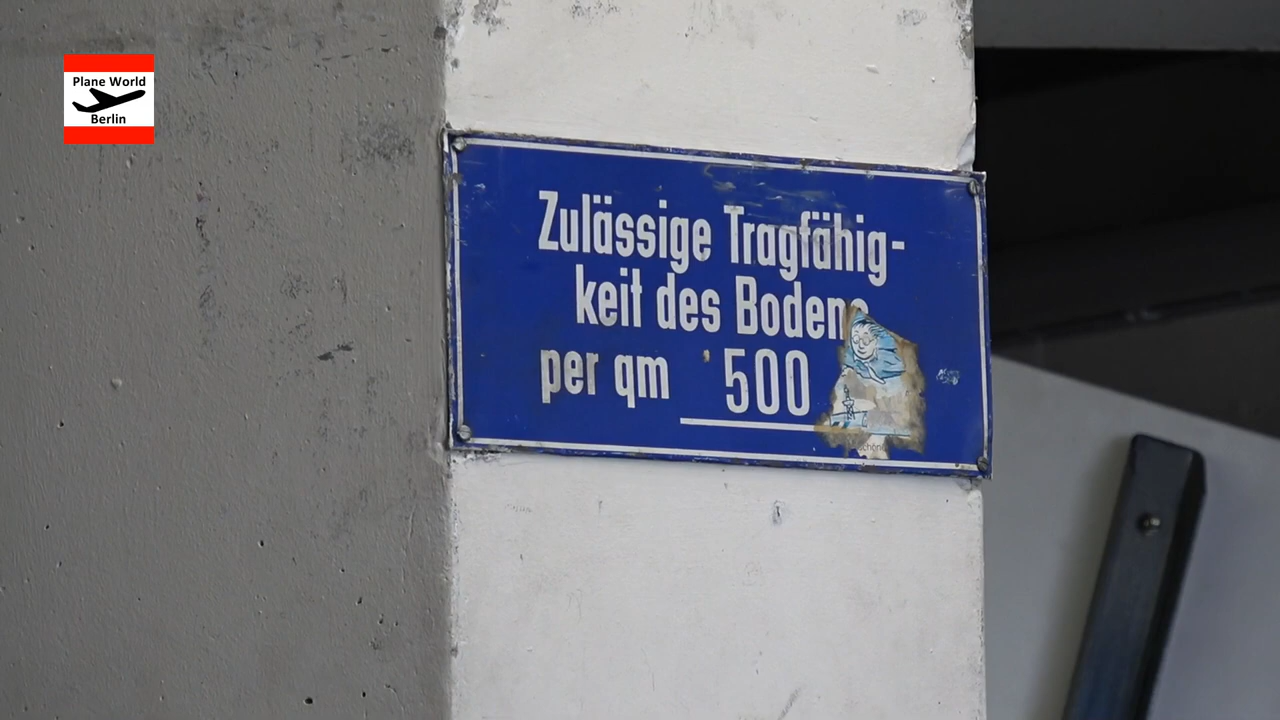 Plane World
Berlin
Zulässige Tragfähig-
keit des Bodens
per qm 500